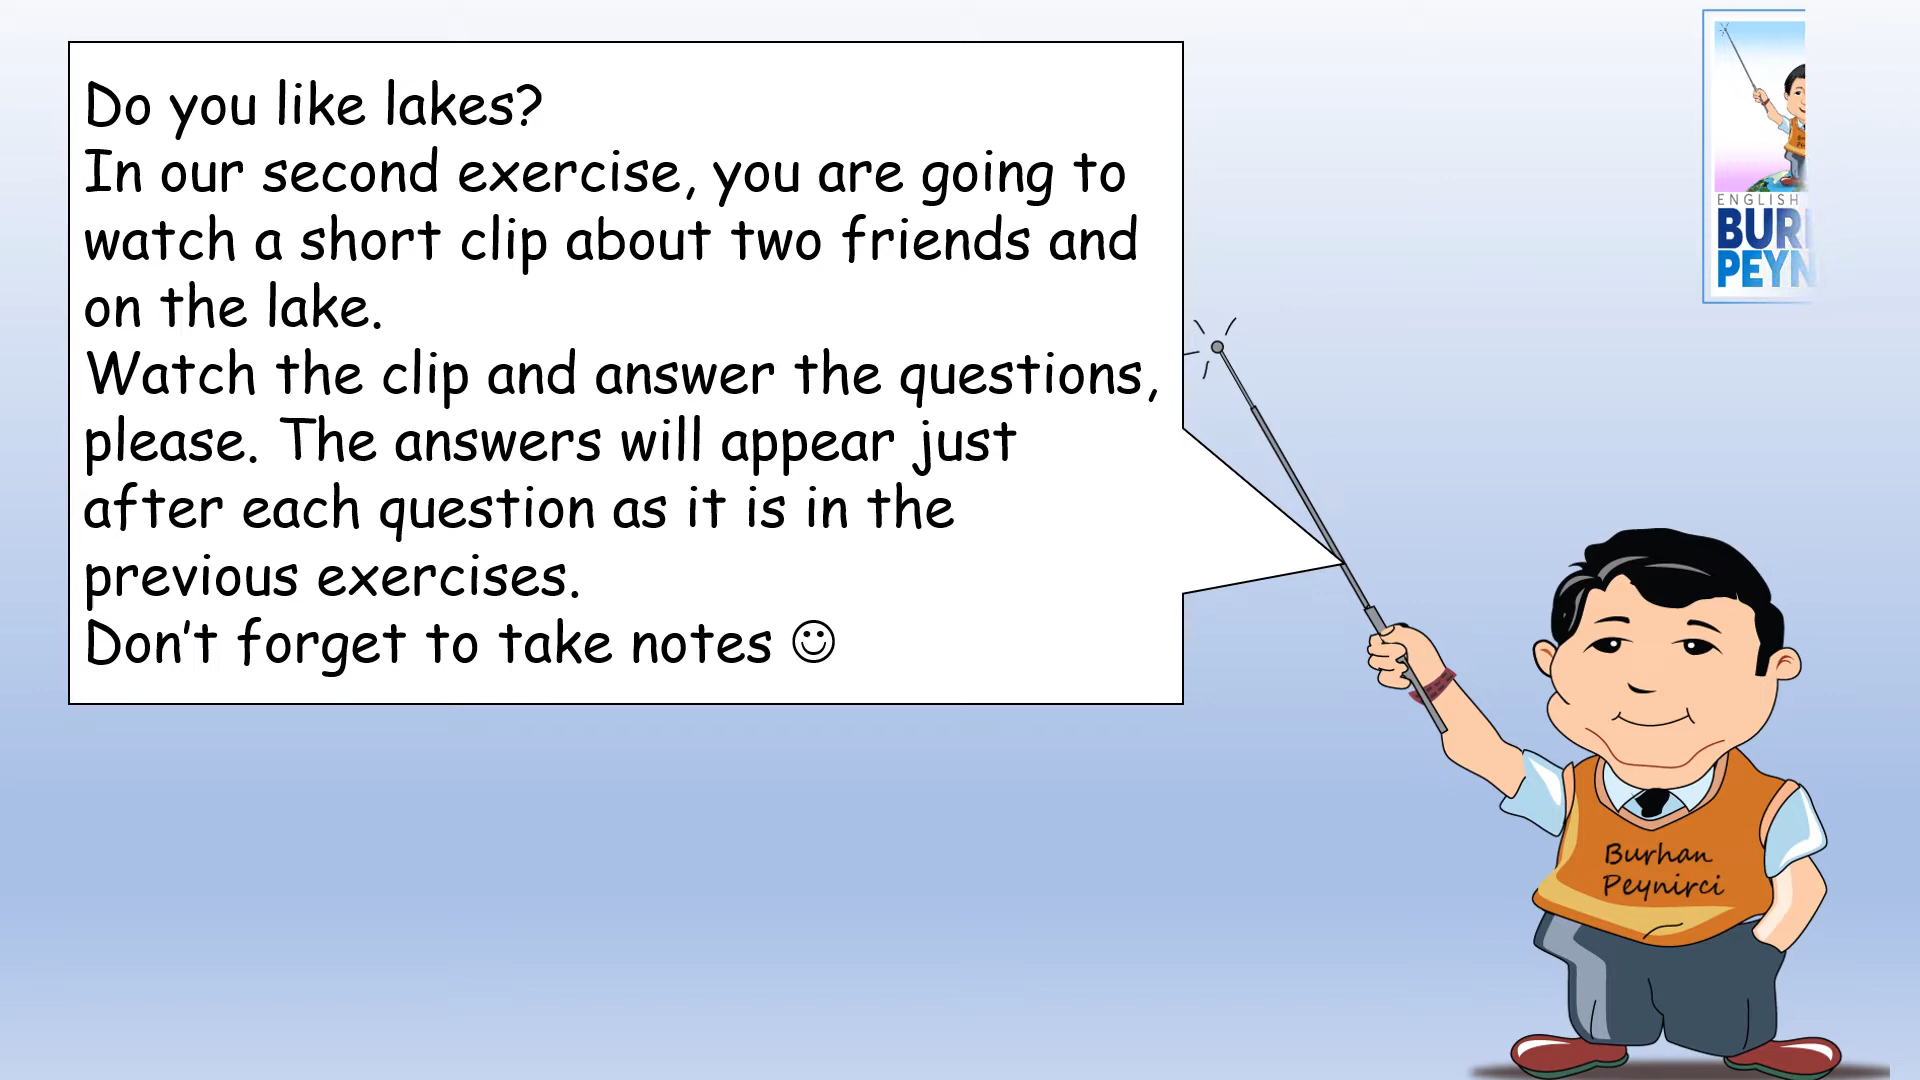 Do you like lakes?
In our second exercise, you are going to
watch a short clip about two friends and
on the lake.
Watch the clip and answer the questions,
please. The answers will appear just
after each question as it is in the
previous exercises.
Don't forget to take notes ☺
ENGLISH
Burhan
Peynirci